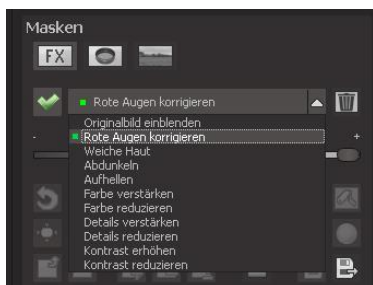 Masken
FX
Rote Augen korrigieren
Originalbild einblenden
Rote Augen korrigieren
Weiche Haut
Abdunkeln
Aufhellen
Farbe verstärken
Farbe reduzieren
Details verstärken
Details reduzieren
Kontrast erhöhen
Kontrast reduzieren